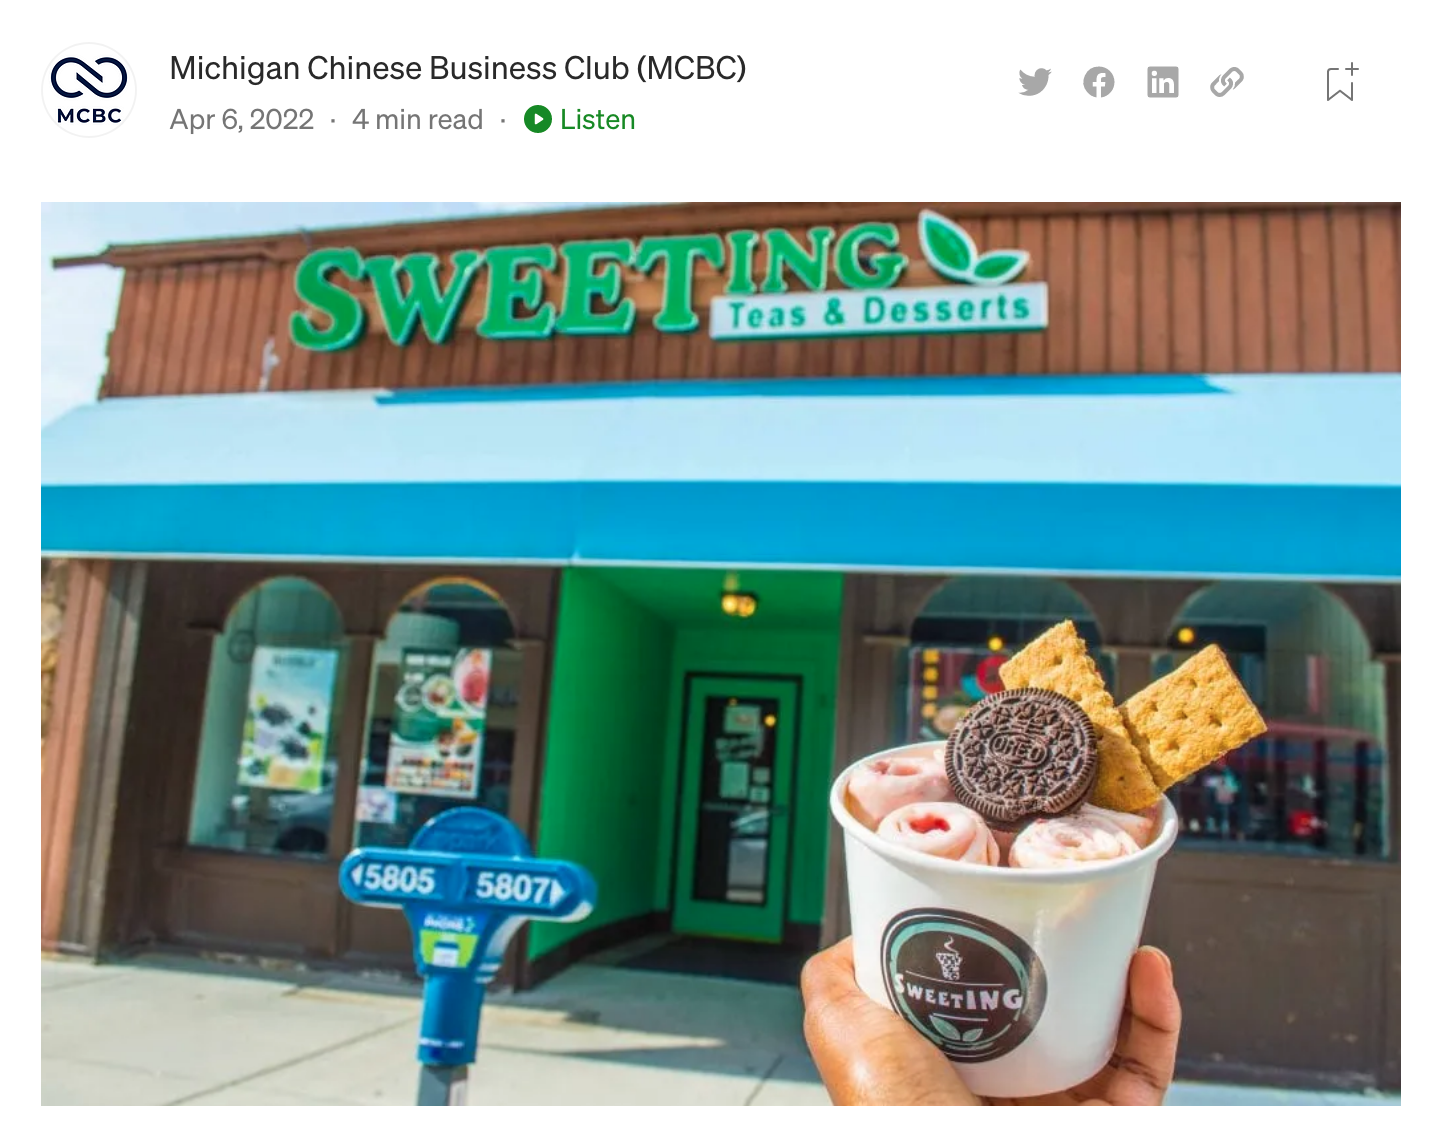 Michigan Chinese Business Club (MCBC)
MCBC
Apr 6, 2022 · 4 min read · Listen
SWEETING
Teas & Desserts
5805 5807
OREO
SWEETING